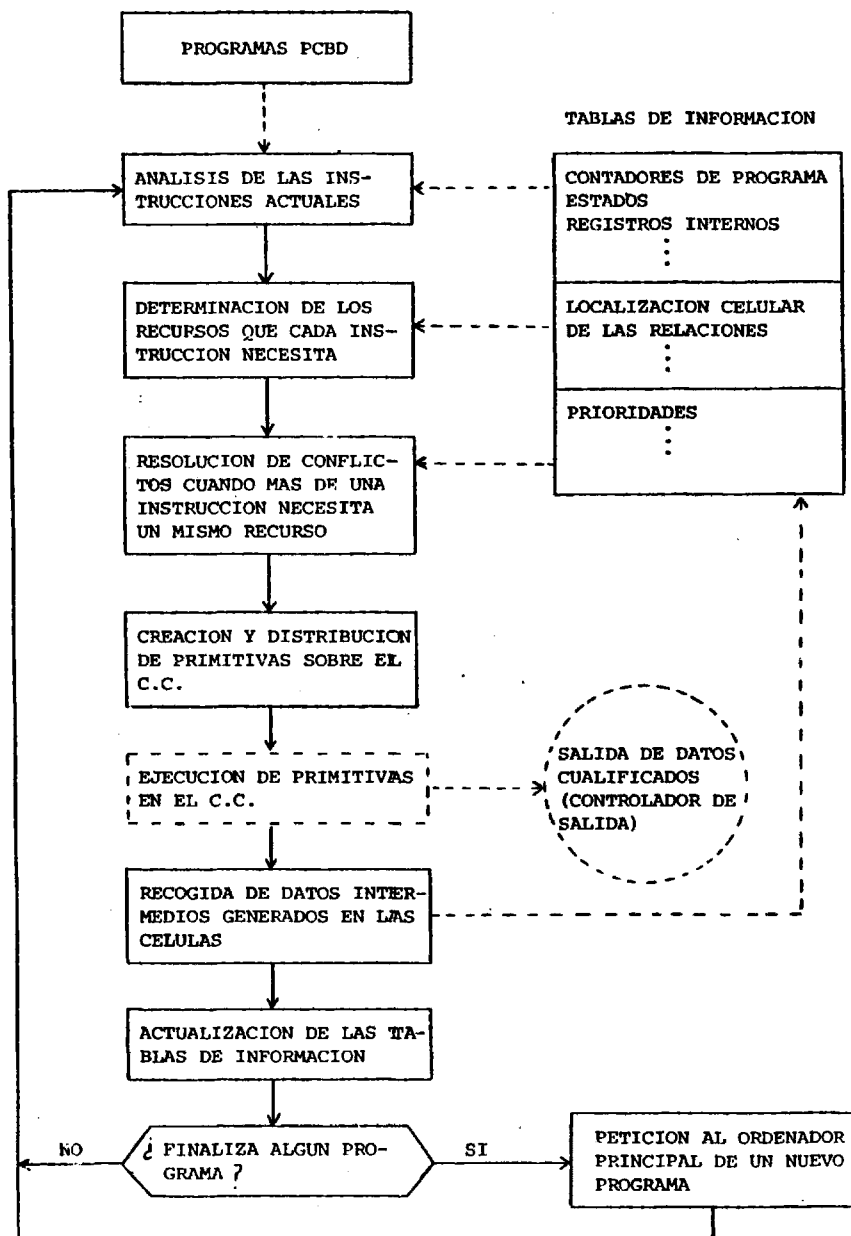 PROGRAMAS PCBD
TABLAS DE INFORMACION
ANALISIS DE LAS INS-
TRUCCIONES ACTUALES
CONTADORES DE PROGRAMA
ESTADOS
REGISTROS INTERNOS
DETERMINACION DE LOS
RECURSOS QUE CADA INS-
TRUCCION NECESITA
LOCALIZACION CELULAR
DE LAS RELACIONES
PRIORIDADES
RESOLUCION DE CONFLIC-
TOS CUANDO MAS DE UNA
INSTRUCCION NECESITA
UN MISMO RECURSO
CREACION Y DISTRIBUCION
DE PRIMITIVAS SOBRE EL
C.C.
EJECUCION DE PRIMITIVAS
EN EL C.C.
SALIDA DE DATOS
CUALIFICADOS
(CONTROLADOR DE
SALIDA)
RECOGIDA DE DATOS INTER-
MEDIOS GENERADOS EN LAS
CELULAS
ACTUALIZACION DE LAS TA-
BLAS DE INFORMACION
NO
¿ FINALIZA ALGUN PRO-
GRAMA ?
SI
PETICION AL ORDENADOR
PRINCIPAL DE UN NUEVO
PROGRAMA